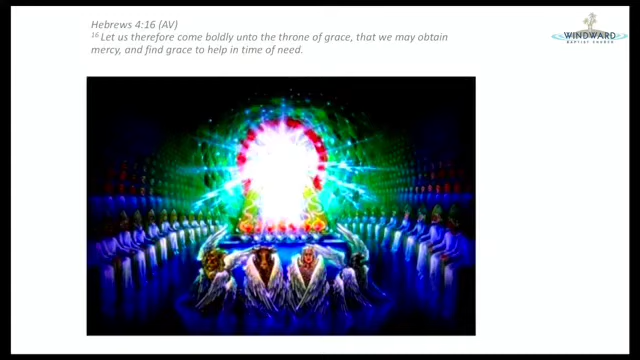 Hebrews 4:16 (AV)
16 Let us therefore come boldly unto the throne of grace, that we may obtain
mercy, and find grace to help in time of need.
WINDWARD
BAPTIST CHURCH